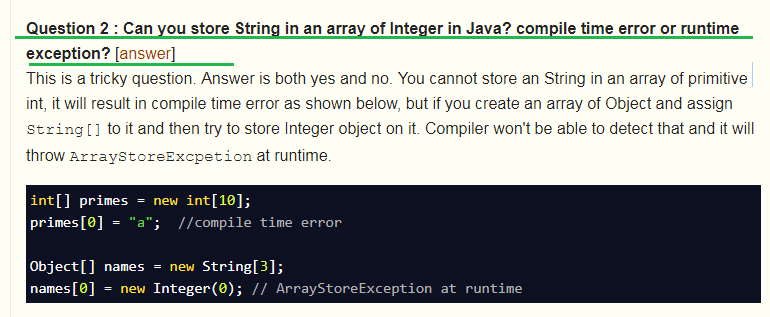 Question 2 : Can you store String in an array of Integer in Java? compile time error or runtime
exception? [answer]
This is a tricky question. Answer is both yes and no. You cannot store an String in an array of primitive
int, it will result in compile time error as shown below, but if you create an array of Object and assign
String[] to it and then try to store Integer object on it. Compiler won't be able to detect that and it will
throw ArrayStoreExcpetion at runtime.
int[] primes = new int[10];
primes[0] = "a";  //compile time error
Object[] names = new String[3];
names[0] = new Integer(0); // ArrayStoreException at runtime